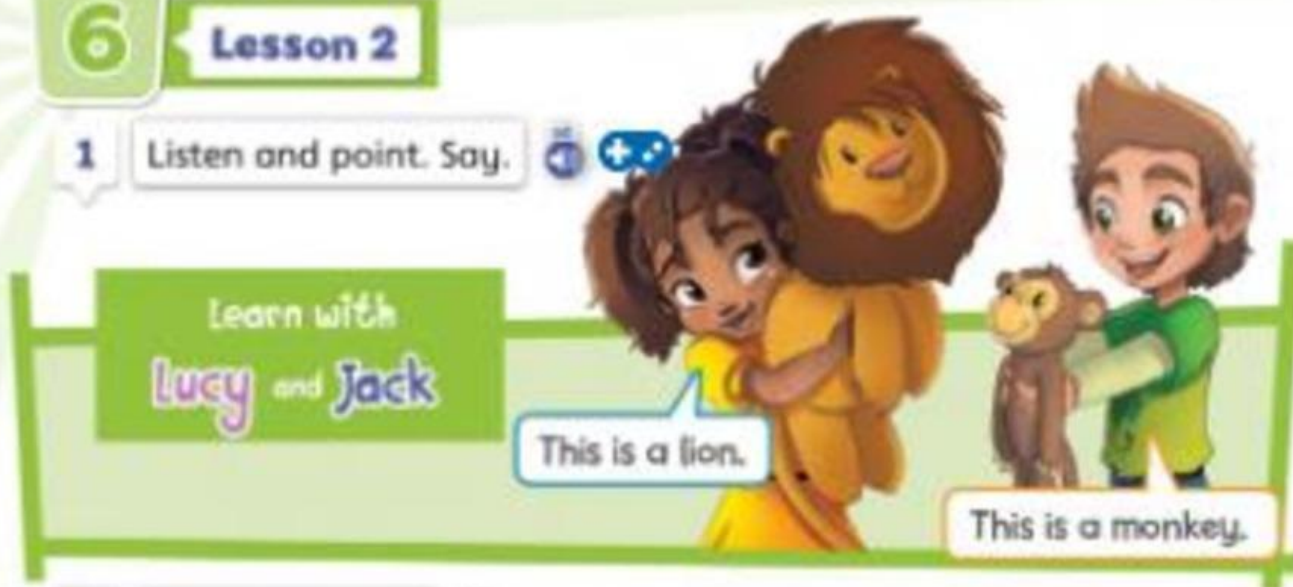 6
Lesson 2
1
Listen and point. Say.
Learn with
Lucy and Jack
This is a lion.
This is a monkey.